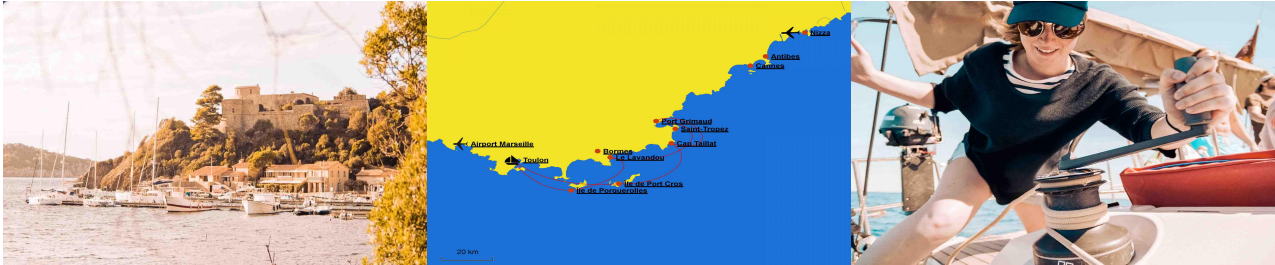 Nizza
Antibes
Cannes
Port Grimaud
Saint-Tropez
Airport Marseille
Cap Taillat
Bormes
Le Lavandou
Toulon
Ile de Port Cros
Ile de Porquerolles
20 km